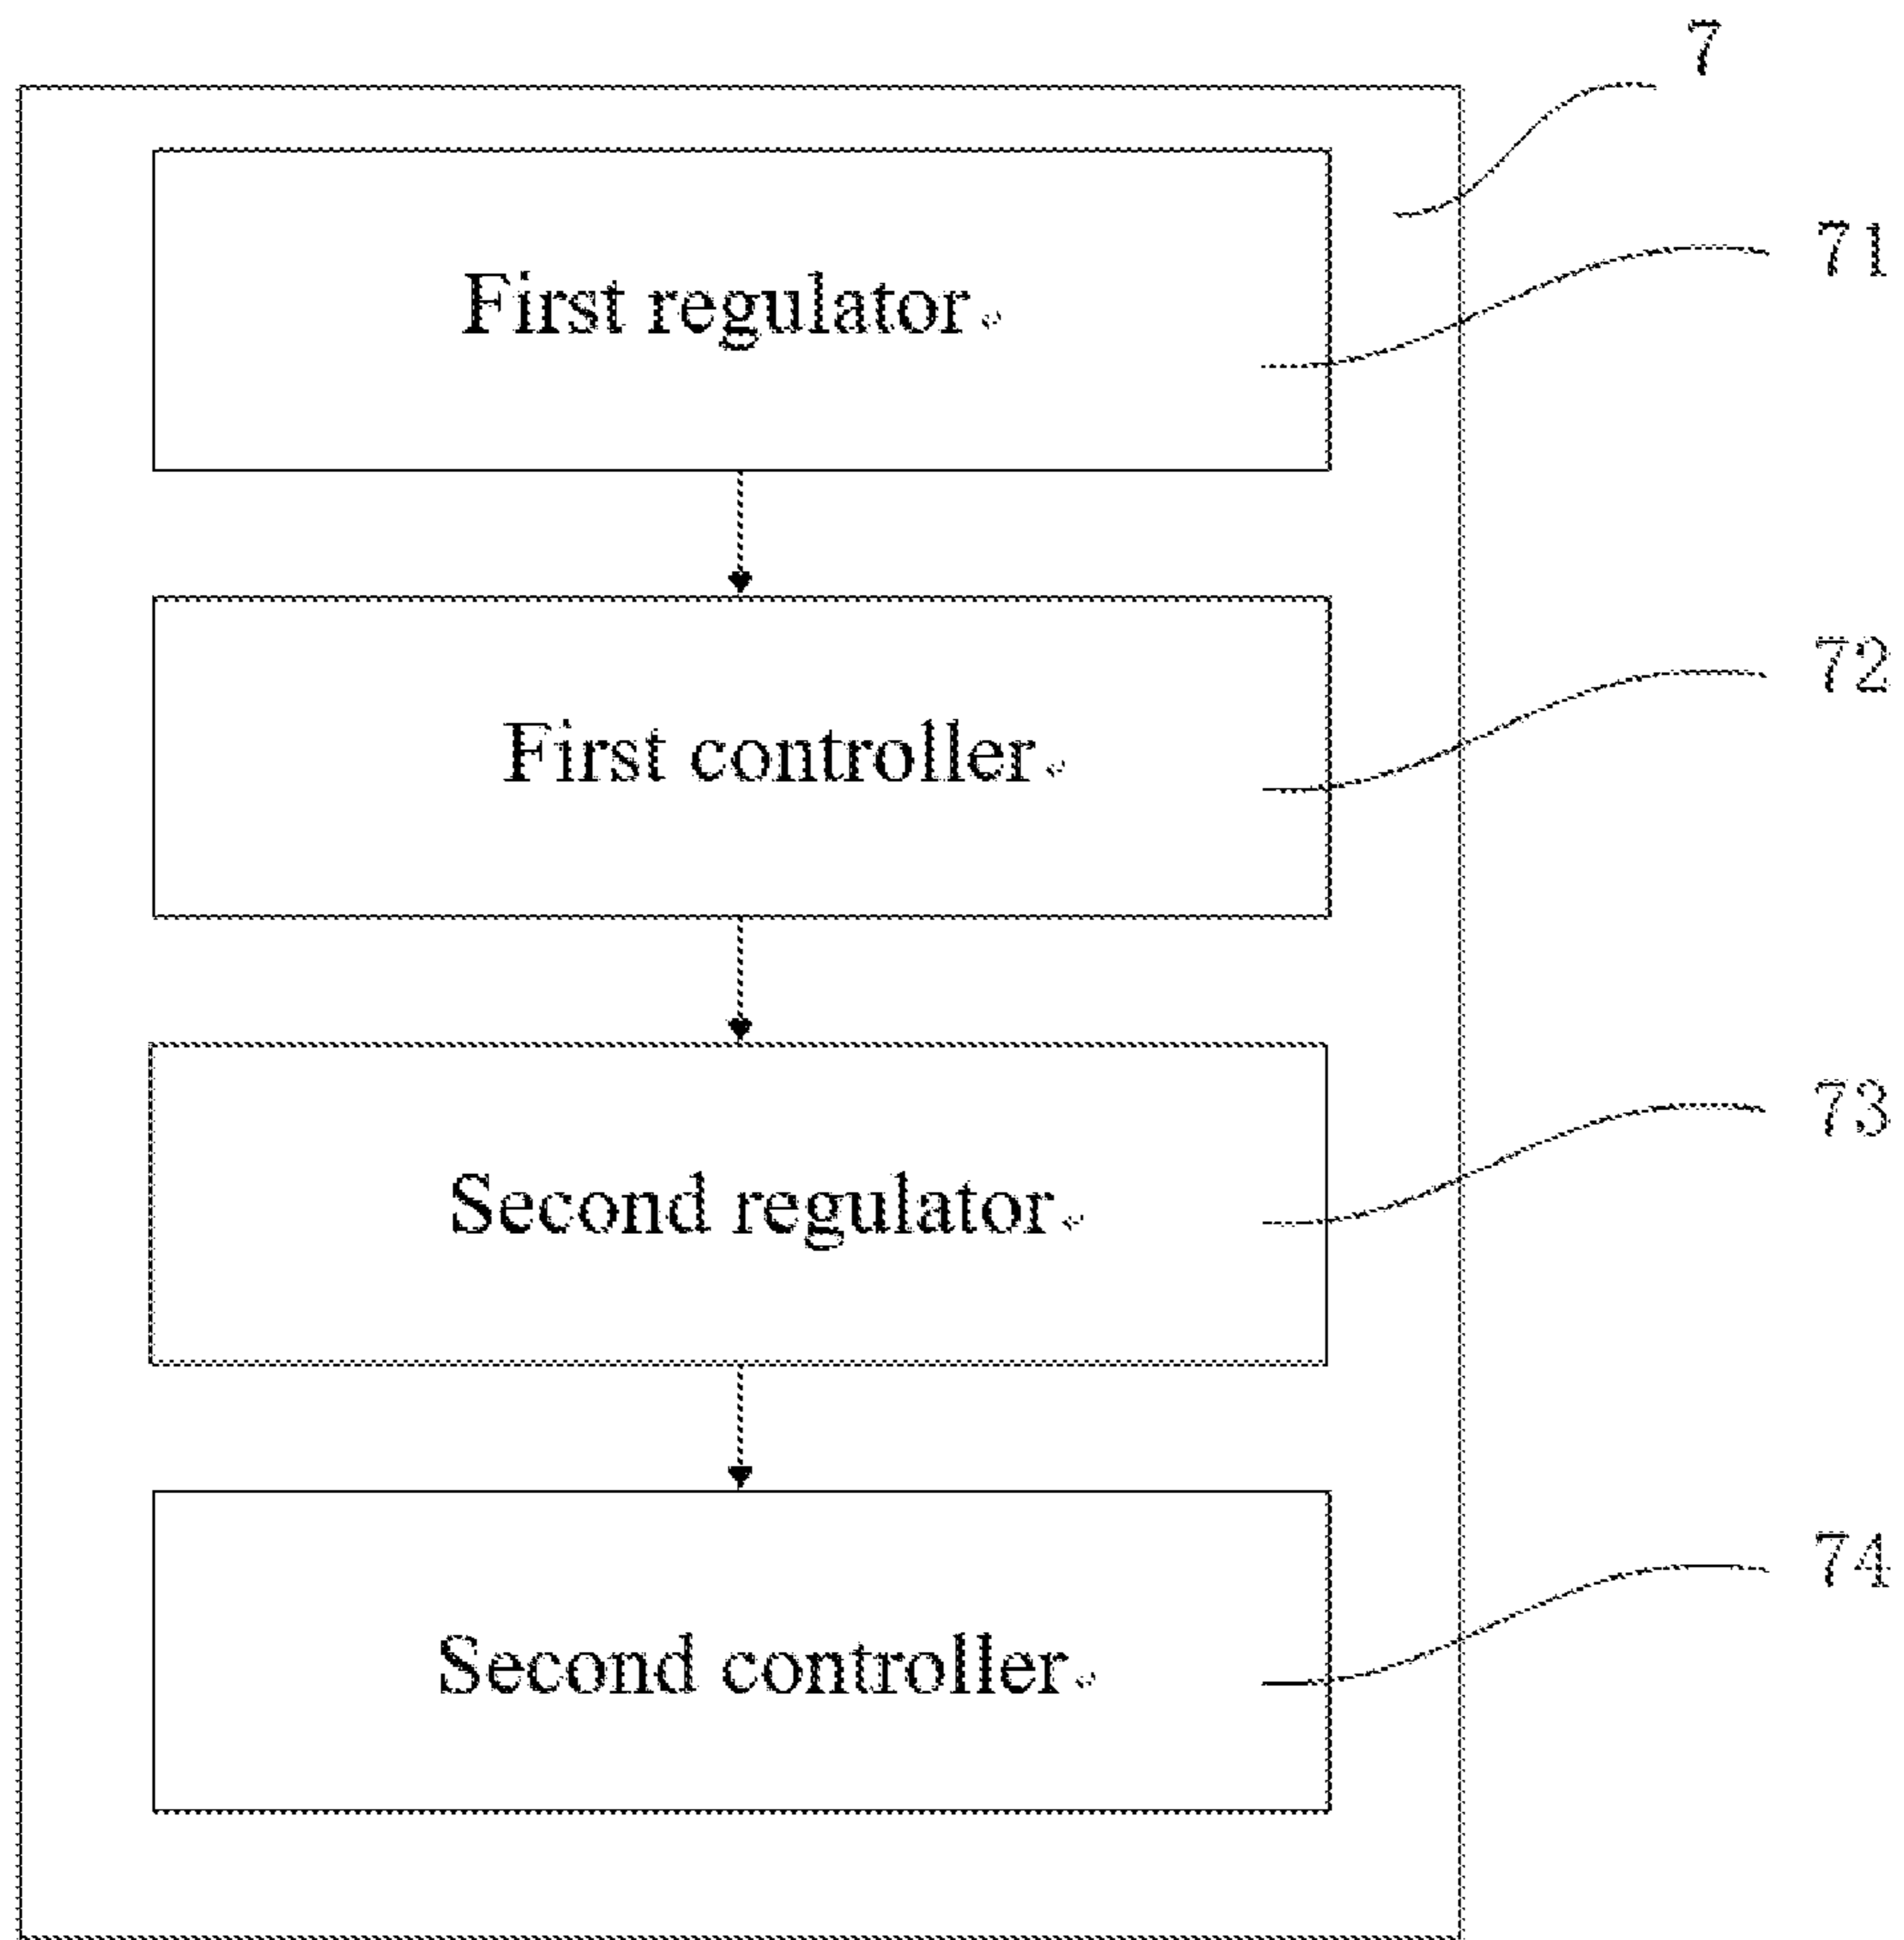 7
First regulator
71
First controller
72
Second regulator
73
Second controller
74